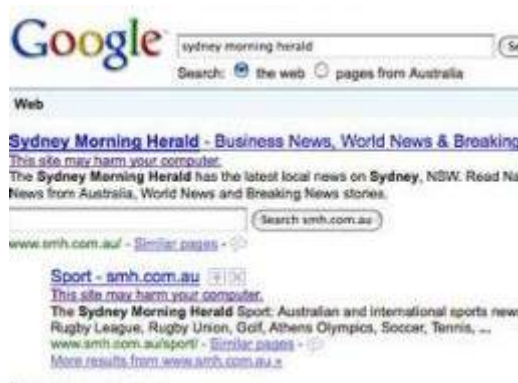 Google
sydney morning herald
Search: the web pages from Australia
Web
Sydney Morning Herald - Business News, World News & Breaking
This site may harm your computer.
The Sydney Morning Herald has the latest local news on Sydney, NSW. Read Na
News from Australia, World News and Breaking News stories.
Search smh.com.au
www.smh.com.au/ - Similar pages -
Sport - smh.com.au
This site may harm your computer.
The Sydney Morning Herald Sport: Australian and international sports news
Rugby League, Rugby Union, Golf, Athens Olympics, Soccer, Tennis, ...
www.smh.com.au/sport/ - Similar pages -
More results from www.smh.com.au »